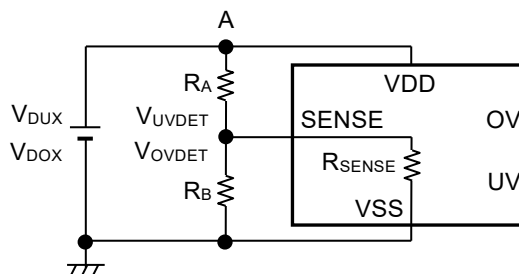 A
RA
VDD
VDUX
VUVDET
SENSE
OV
VDOX
VOVDET
RSENSE
RB
UV
VSS